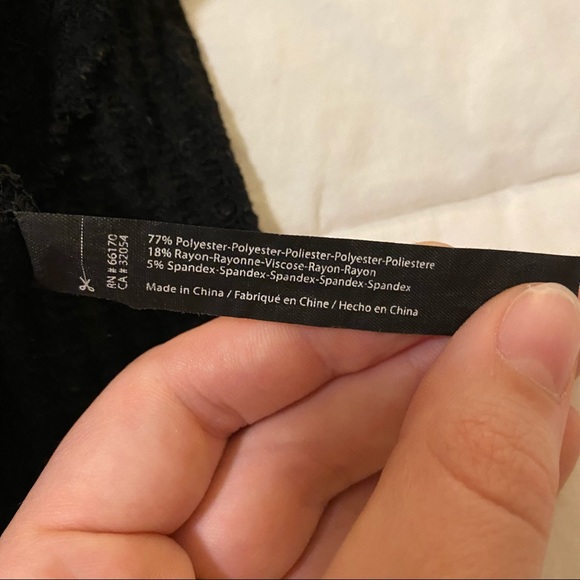 77% Polyester-Polyester-Poliester-Polyester-Poliestere
18% Rayon-Rayonne-Viscose-Rayon-Rayon
5% Spandex-Spandex-Spandex-Spandex-Spandex
Made in China / Fabriqué en Chine / Hecho en China
RN # 66170
CA # 32054